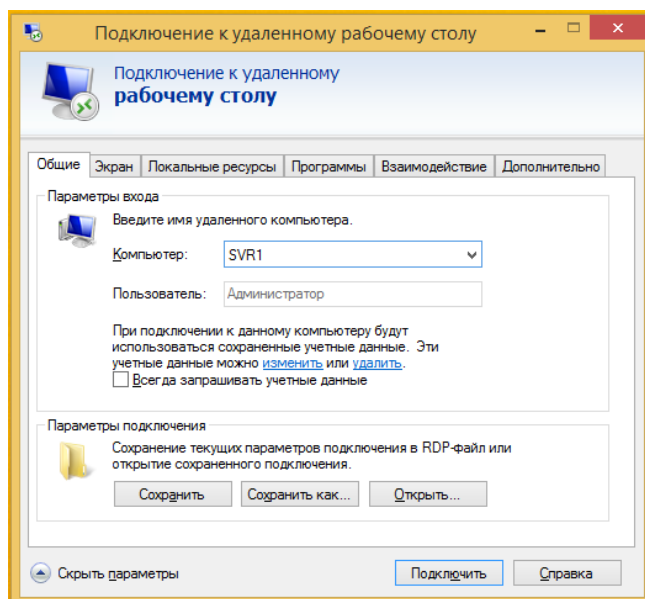 Подключение к удаленному рабочему столу
Подключение к удаленному
рабочему столу
Общие Экран Локальные ресурсы Программы Взаимодействие Дополнительно
Параметры входа
Введите имя удаленного компьютера.
Компьютер: SVR1
Пользователь: Администратор
При подключении к данному компьютеру будут
использоваться сохраненные учетные данные. Эти
учетные данные можно изменить или удалить.
Всегда запрашивать учетные данные
Параметры подключения
Сохранение текущих параметров подключения в RDP-файл или
открытие сохраненного подключения.
Сохранить Сохранить как... Открыть...
Скрыть параметры Подключить Справка